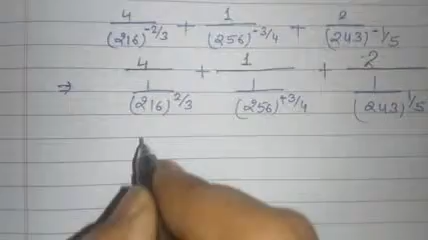 4/(216)^-2/3 + 1/(256)^-3/4 + 2/(243)^-1/5
⇒ 4/(1/(216)^2/3) + 1/(1/(256)^+3/4) + 2/(1/(243)^1/5)